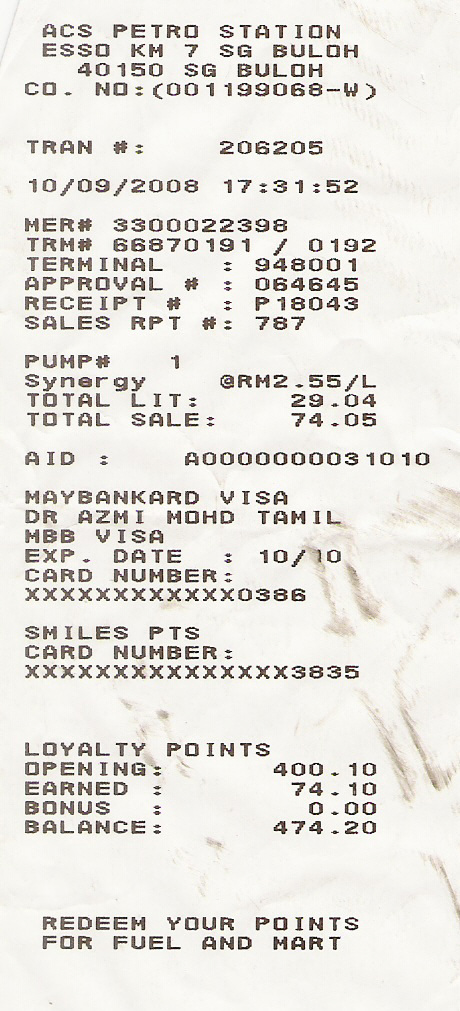 ACS PETRO STATION
ESSO KM 7 SG BULOH
40150 SG BULOH
CO. NO:(001199068-W)
TRAN #: 206205
10/09/2008 17:31:52
MER# 3300022398
TRM# 66870191 / 0192
TERMINAL : 948001
APPROVAL # : 064645
RECEIPT # : P18043
SALES RPT #: 787
PUMP# 1
Synergy @RM2.55/L
TOTAL LIT: 29.04
TOTAL SALE: 74.05
AID : A0000000031010
MAYBANKARD VISA
DR AZMI MOHD TAMIL
MBB VISA
EXP. DATE : 10/10
CARD NUMBER:
XXXXXXXXXXXX0386
SMILES PTS
CARD NUMBER:
XXXXXXXXXXXXXXX3835
LOYALTY POINTS
OPENING: 400.10
EARNED : 74.10
BONUS : 0.00
BALANCE: 474.20
REDEEM YOUR POINTS
FOR FUEL AND MART